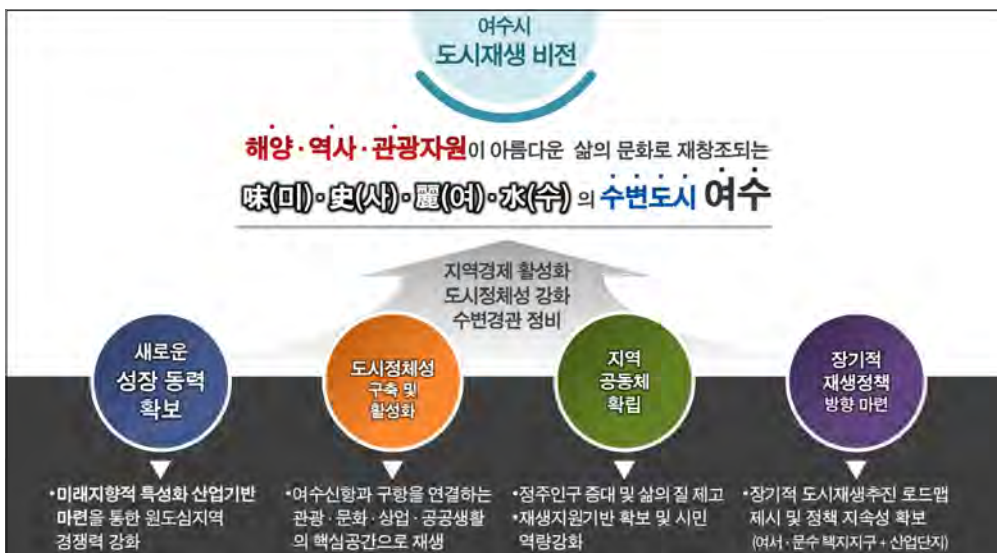 여수시
도시재생 비전
해양·역사·관광자원이 아름다운 삶의 문화로 재창조되는
味(미)·史(사)·麗(여)·水(수)의 수변도시 여수
지역경제 활성화
도시정체성 강화
수변경관 정비
새로운
성장 동력
확보
도시정체성
구축 및
활성화
지역
공동체
확립
장기적
재생정책
방향 마련
•미래지향적 특성화 산업기반
마련을 통한 원도심지역
경쟁력 강화
•여수신항과 구항을 연결하는
관광·문화·상업·공공생활
의 핵심공간으로 재생
•정주인구 증대 및 삶의 질 제고
•재생지원기반 확보 및 시민
역량강화
•장기적 도시재생추진 로드맵
제시 및 정책 지속성 확보
(여서·문수 택지지구 + 산업단지)